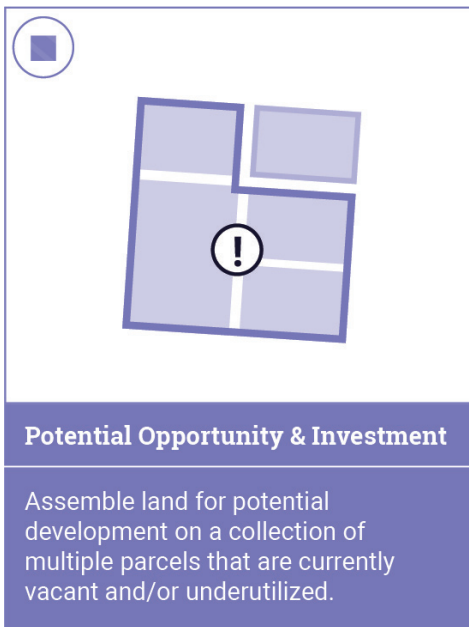 !
Potential Opportunity & Investment
Assemble land for potential
development on a collection of
multiple parcels that are currently
vacant and/or underutilized.